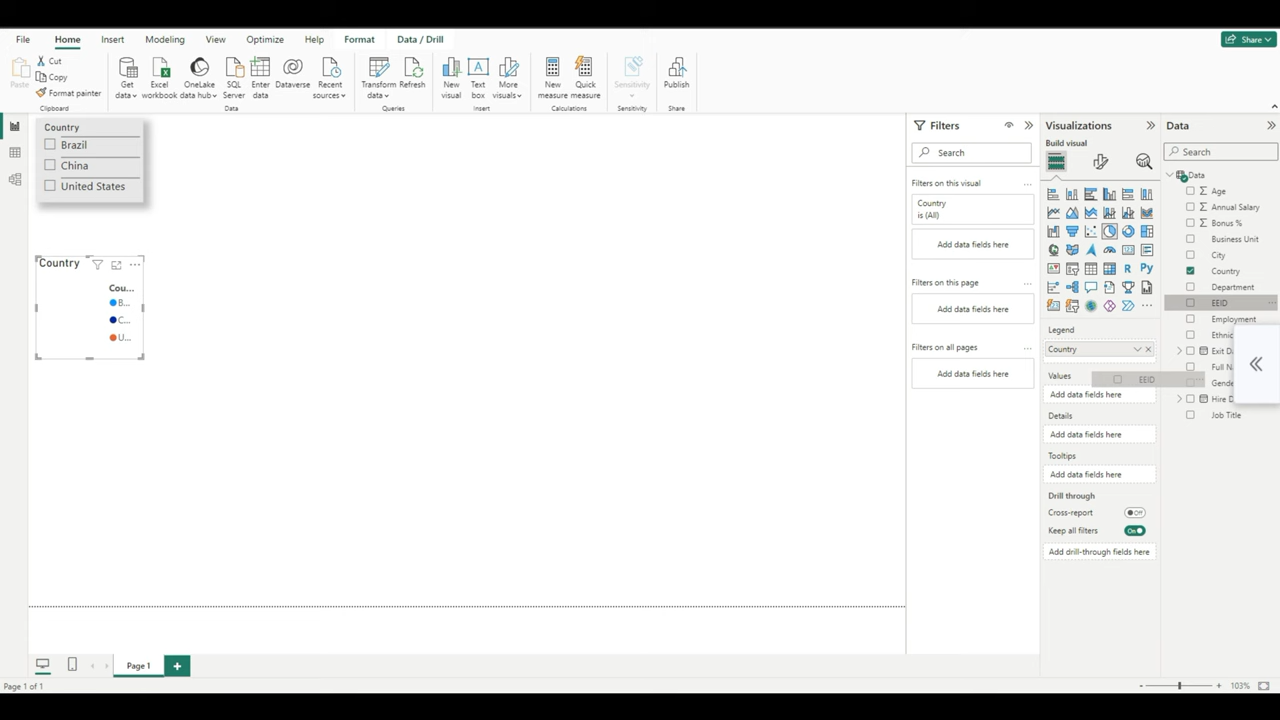 File Home Insert Modeling View Optimize Help Format Data / Drill
Share
Paste
Cut
Copy
Format painter
Clipboard
Get data
Excel workbook
OneLake data hub
SQL Server
Enter data
Dataverse
Recent sources
Data
Transform data
Refresh
Queries
New visual
Text box
More visuals
Insert
New measure
Quick measure
Calculations
Sensitivity
Sensitivity
Publish
Share
Country
Brazil
China
United States
Country
Cou...
B...
C...
U...
Filters
Search
Filters on this visual
Country
is (All)
Add data fields here
Filters on this page
Add data fields here
Filters on all pages
Add data fields here
Visualizations
Build visual
R
Py
Legend
Country
Values
EEID
Add data fields here
Details
Add data fields here
Tooltips
Add data fields here
Drill through
Cross-report
Off
Keep all filters
On
Add drill-through fields here
Data
Search
Data
Age
Annual Salary
Bonus %
Business Unit
City
Country
Department
EEID
Employment
Ethnic
Exit D
Full N
Gende
Hire D
Job Title
Page 1
Page 1 of 1
103%